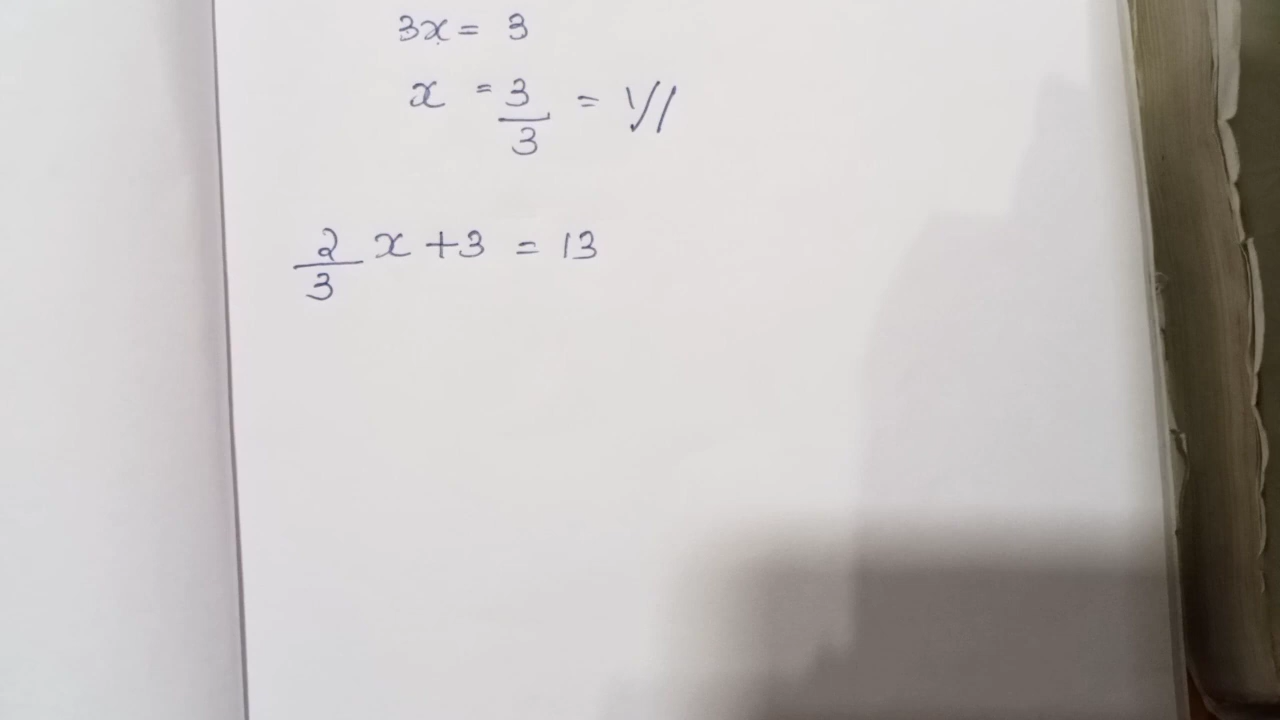 3x = 3
x = 3/3 = 1//
2/3 x + 3 = 13